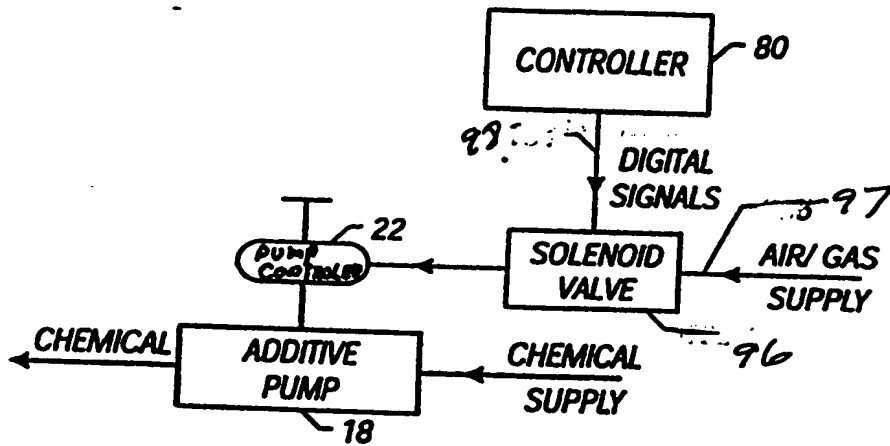 CONTROLLER
80
98
DIGITAL
SIGNALS
97
22
PUMP
CONTROLLER
SOLENOID
VALVE
AIR/GAS
SUPPLY
96
CHEMICAL
ADDITIVE
PUMP
CHEMICAL
SUPPLY
18